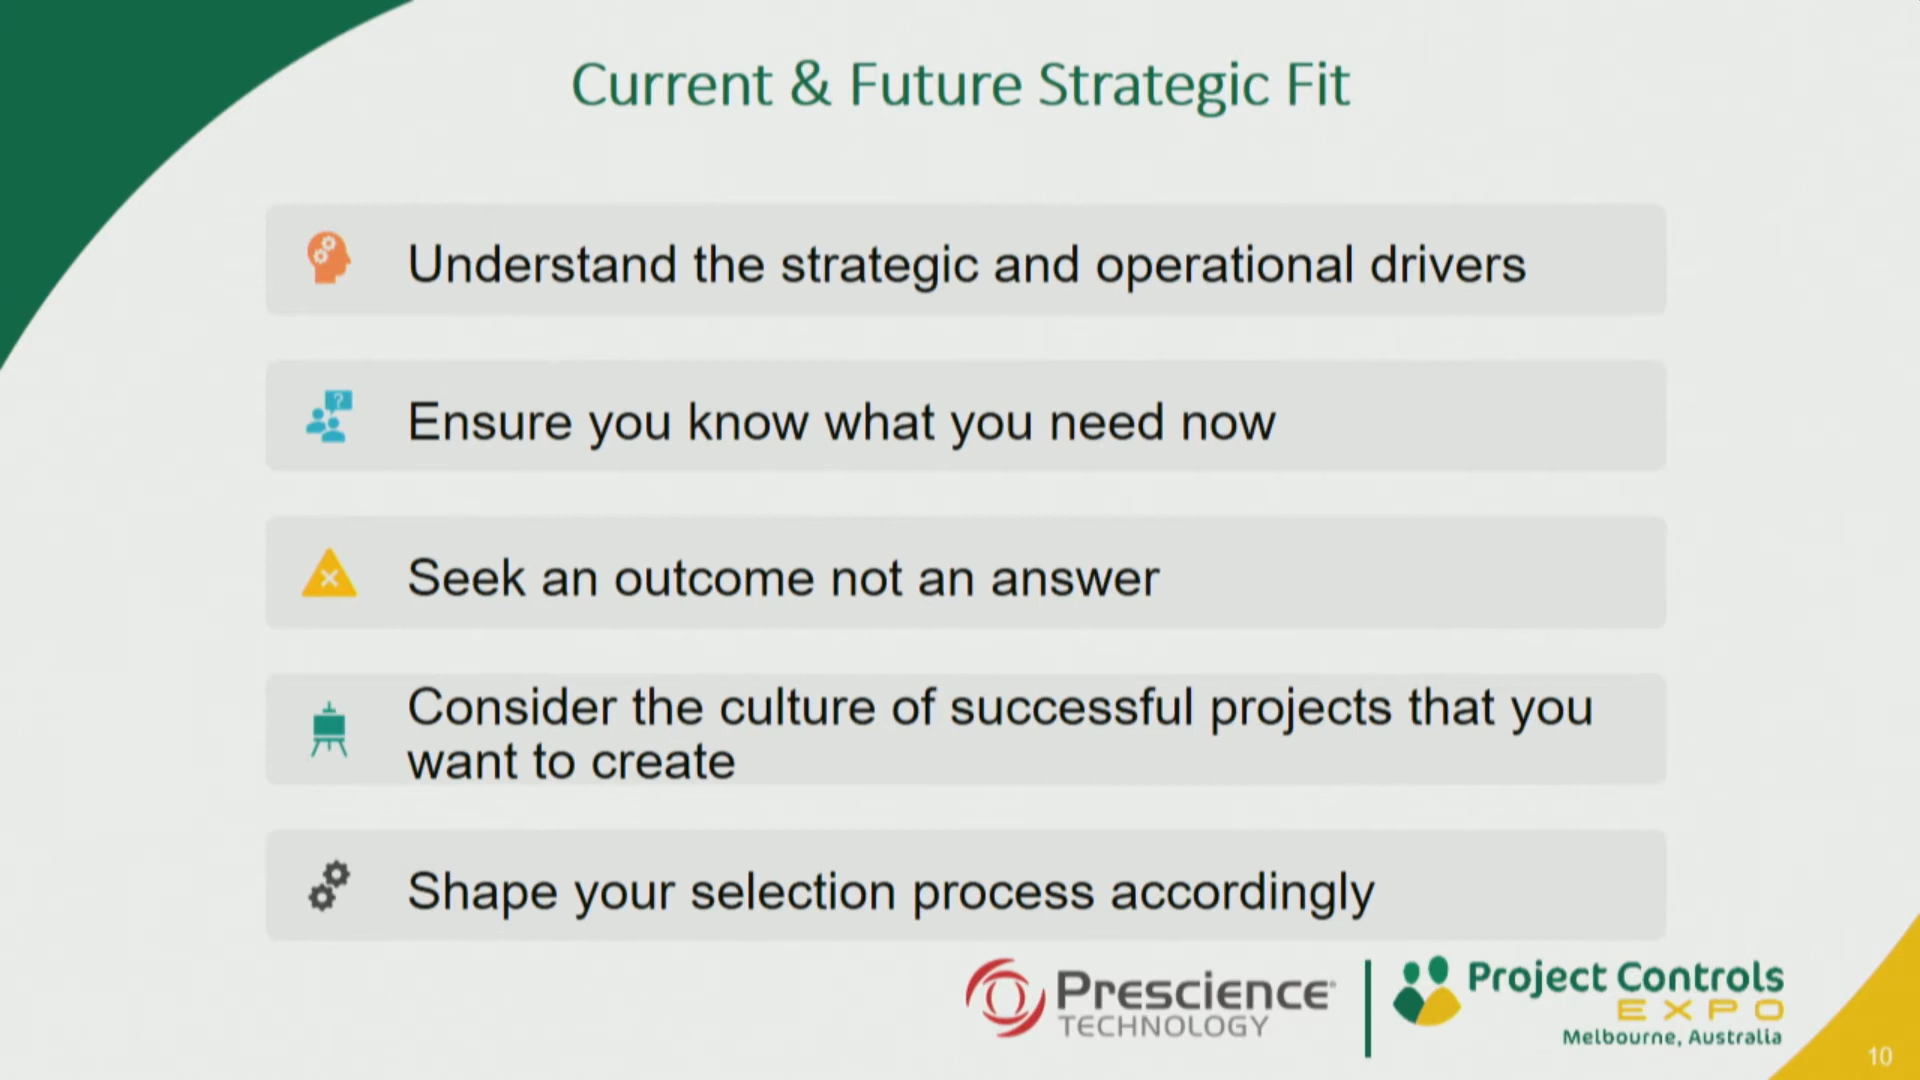 Current & Future Strategic Fit
Understand the strategic and operational drivers
?
Ensure you know what you need now
Seek an outcome not an answer
Consider the culture of successful projects that you
want to create
Shape your selection process accordingly
Prescience
TECHNOLOGY
Project Controls
EXPO
Melbourne, Australia
10